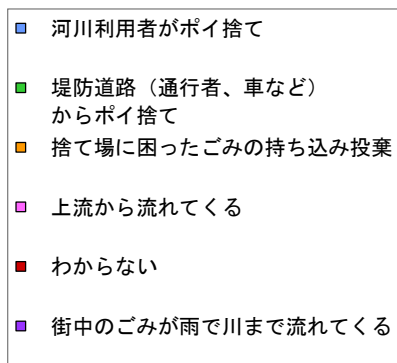 河川利用者がポイ捨て
堤防道路（通行者、車など）
からポイ捨て
捨て場に困ったごみの持ち込み投棄
上流から流れてくる
わからない
街中のごみが雨で川まで流れてくる